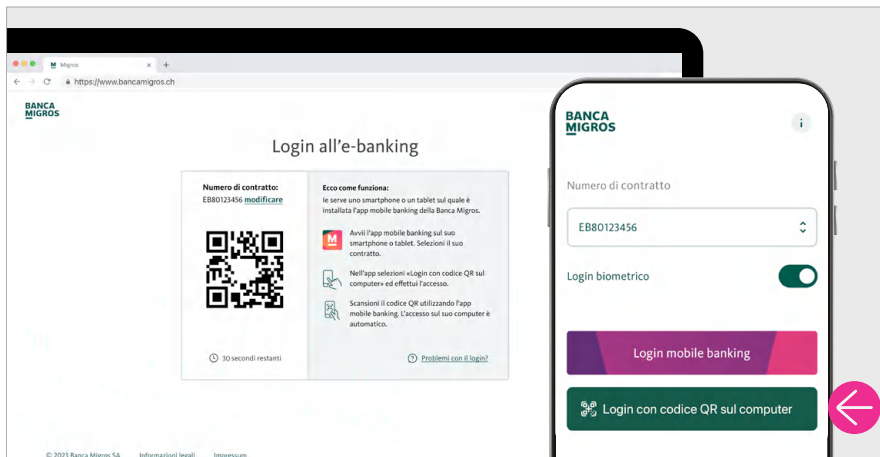 Migros
https://www.bancamigros.ch
BANCA
MIGROS
Login all'e-banking
Numero di contratto:
EB80123456 modificare
30 secondi restanti
Ecco come funziona:
le serve uno smartphone o un tablet sul quale è
installata l'app mobile banking della Banca Migros.
Avvii l'app mobile banking sul suo
smartphone o tablet. Selezioni il suo
contratto.
Nell'app selezioni «Login con codice QR sul
computer» ed effettui l'accesso.
Scansioni il codice QR utilizzando l'app
mobile banking. L'accesso sul suo computer è
automatico.
Problemi con il login?
© 2023 Banca Migros SA Informazioni legali Impressum
BANCA
MIGROS
i
Numero di contratto
EB80123456
Login biometrico
Login mobile banking
Login con codice QR sul computer